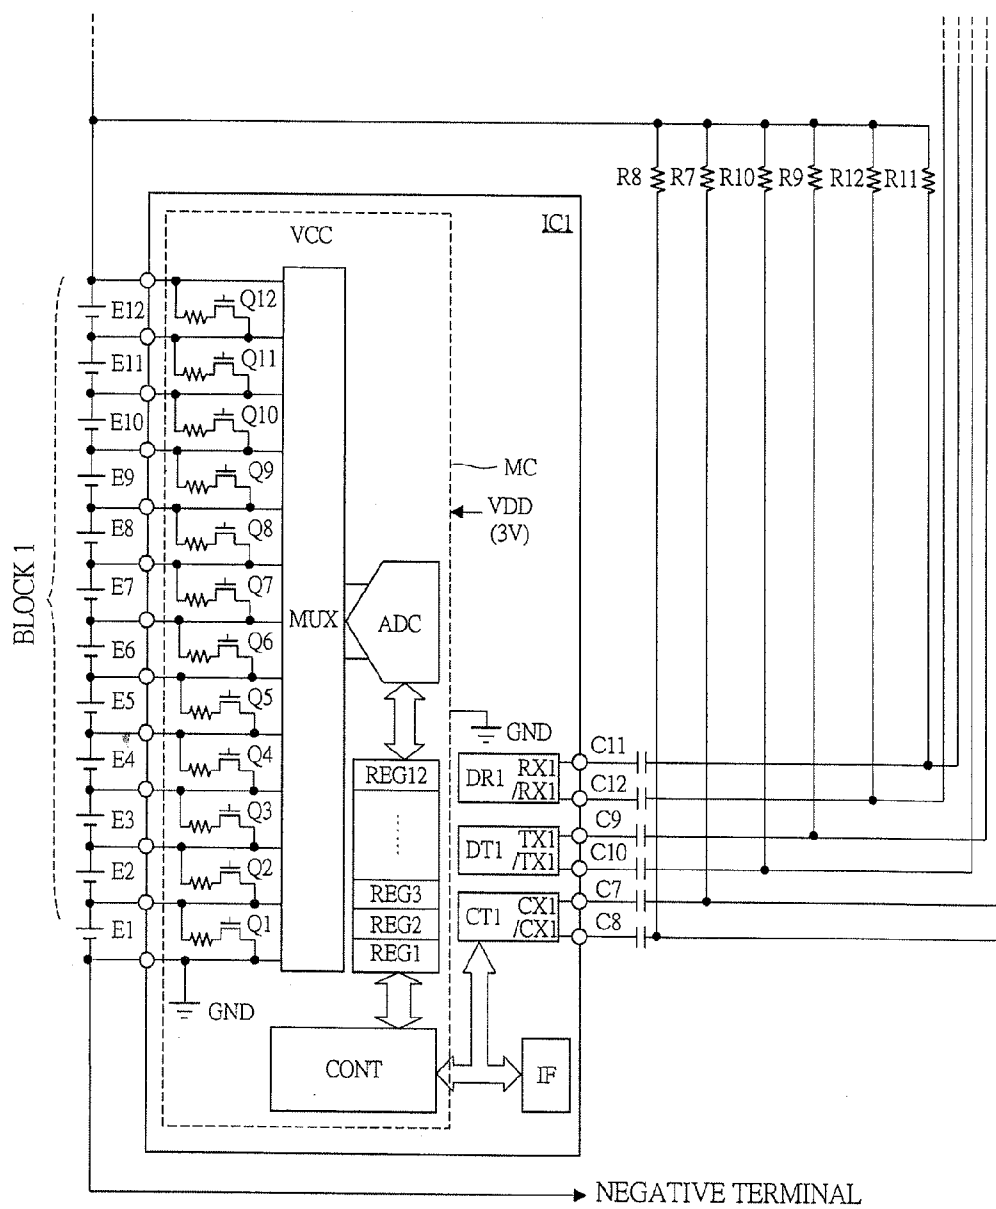 R8 R7 R10 R9 R12 R11
IC1
VCC
E12 Q12
E11 Q11
E10 Q10
E9 Q9
MC
E8 Q8
VDD
(3V)
E7 Q7
BLOCK 1
MUX
ADC
E6 Q6
E5 Q5
GND
E4 Q4
REG12
DR1 RX1 C11
/RX1 C12
E3 Q3
DT1 TX1 C9
/TX1 C10
E2 Q2
REG3
CT1 CX1 C7
/CX1 C8
E1 Q1
REG2
REG1
GND
CONT
IF
NEGATIVE TERMINAL